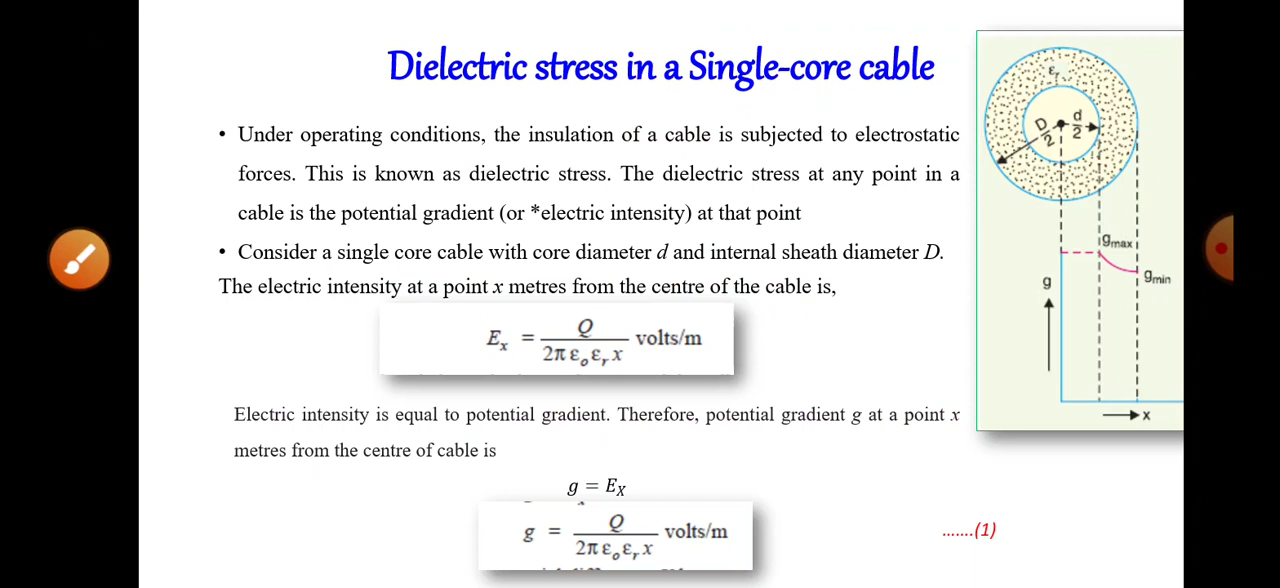 Dielectric stress in a Single-core cable
• Under operating conditions, the insulation of a cable is subjected to electrostatic
forces. This is known as dielectric stress. The dielectric stress at any point in a
cable is the potential gradient (or *electric intensity) at that point
• Consider a single core cable with core diameter d and internal sheath diameter D.
The electric intensity at a point x metres from the centre of the cable is,
Eₓ = Q / 2π εₒ εᵣ x volts/m
Electric intensity is equal to potential gradient. Therefore, potential gradient g at a point x
metres from the centre of cable is
g = E_X
g = Q / 2π εₒ εᵣ x volts/m
.......(1)
εᵣ
D/2
d/2
gmax
gmin
g
x